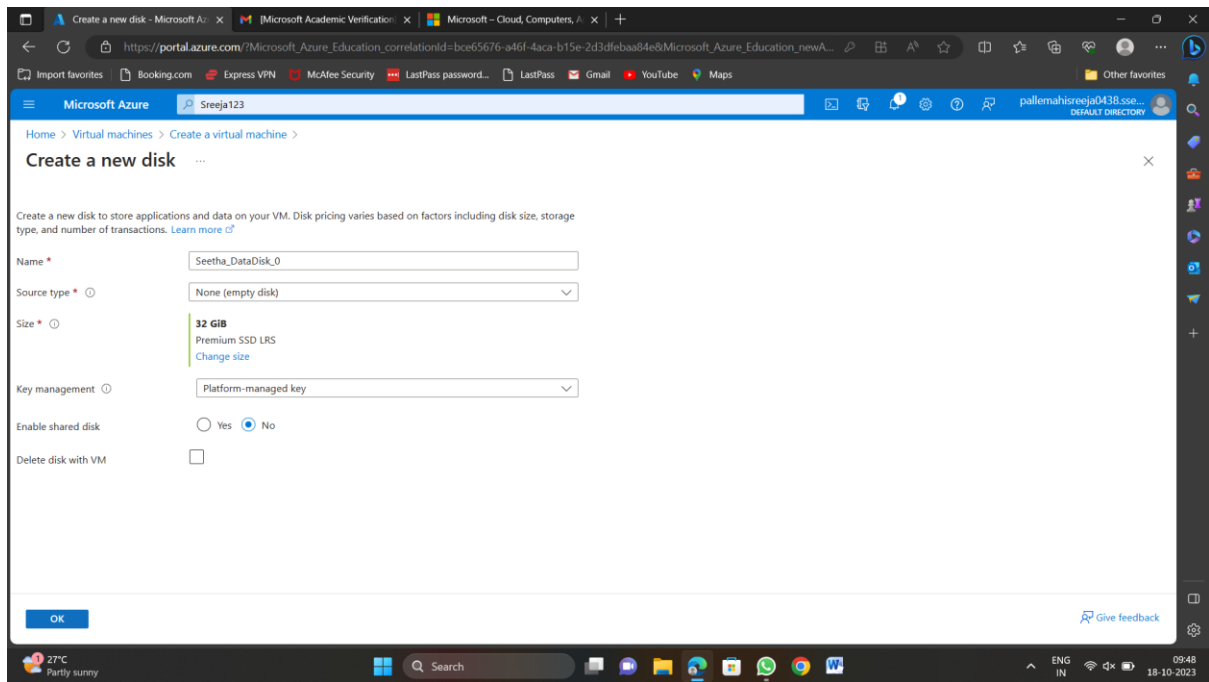 Create a new disk - Microsoft Az
[Microsoft Academic Verification]
Microsoft – Cloud, Computers, A
https://portal.azure.com/?Microsoft_Azure_Education_correlationId=bce65676-a46f-4aca-b15e-2d3dfebaa84e&Microsoft_Azure_Education_newA...
Import favorites Booking.com Express VPN McAfee Security LastPass password... LastPass Gmail YouTube Maps Other favorites
Microsoft Azure Sreeja123 1 pallemahisreeja0438.sse...
DEFAULT DIRECTORY
Home > Virtual machines > Create a virtual machine >
Create a new disk ...
Create a new disk to store applications and data on your VM. Disk pricing varies based on factors including disk size, storage
type, and number of transactions. Learn more
Name * Seetha_DataDisk_0
Source type * None (empty disk)
Size * 32 GiB
Premium SSD LRS
Change size
Key management Platform-managed key
Enable shared disk Yes No
Delete disk with VM
OK Give feedback
1 27°C
Partly sunny
Search
ENG
IN
09:48
18-10-2023